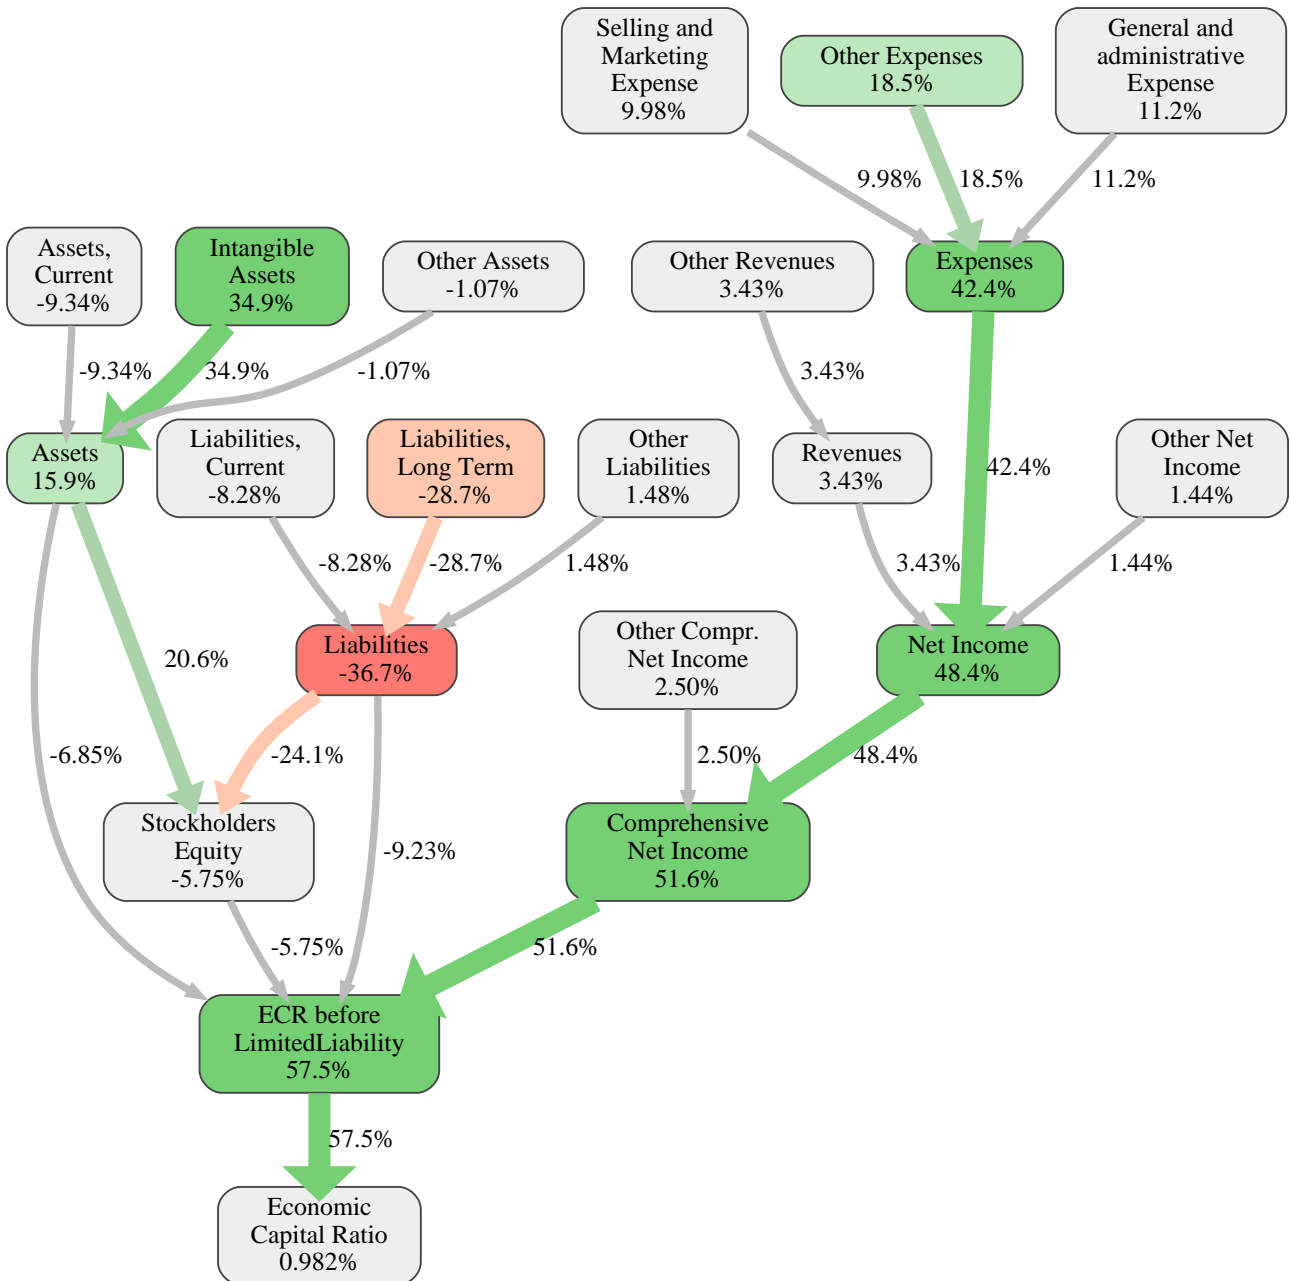 Selling and
Marketing
Expense
9.98%
Other Expenses
18.5%
General and
administrative
Expense
11.2%
9.98%
18.5%
11.2%
Assets,
Current
-9.34%
Intangible
Assets
34.9%
Other Assets
-1.07%
Other Revenues
3.43%
Expenses
42.4%
-9.34%
34.9%
-1.07%
3.43%
42.4%
Assets
15.9%
Liabilities,
Current
-8.28%
Liabilities,
Long Term
-28.7%
Other
Liabilities
1.48%
Revenues
3.43%
Other Net
Income
1.44%
-8.28%
-28.7%
1.48%
3.43%
1.44%
20.6%
Liabilities
-36.7%
Other Compr.
Net Income
2.50%
Net Income
48.4%
-6.85%
-24.1%
2.50%
48.4%
Stockholders
Equity
-5.75%
-9.23%
Comprehensive
Net Income
51.6%
-5.75%
51.6%
ECR before
LimitedLiability
57.5%
57.5%
Economic
Capital Ratio
0.982%